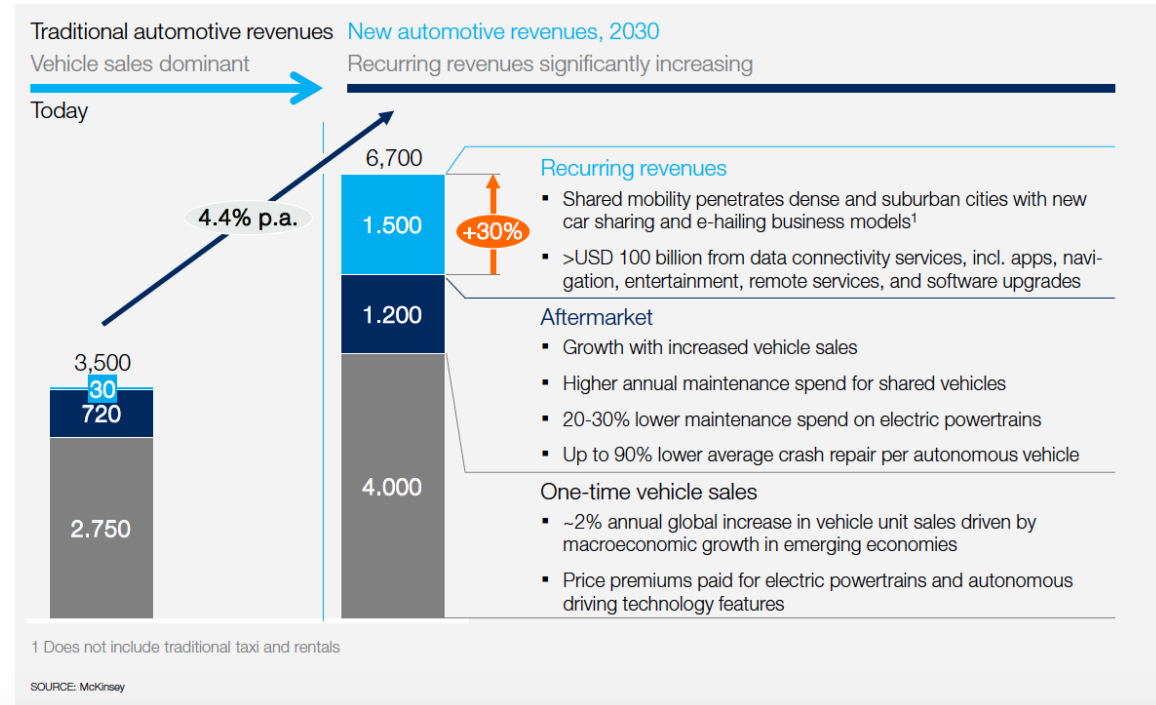 Traditional automotive revenues
Vehicle sales dominant
Today
New automotive revenues, 2030
Recurring revenues significantly increasing
4.4% p.a.
3,500
30
720
2.750
6,700
1.500
1.200
4.000
+30%
Recurring revenues
▪ Shared mobility penetrates dense and suburban cities with new
car sharing and e-hailing business models¹
▪ >USD 100 billion from data connectivity services, incl. apps, navi-
gation, entertainment, remote services, and software upgrades
Aftermarket
▪ Growth with increased vehicle sales
▪ Higher annual maintenance spend for shared vehicles
▪ 20-30% lower maintenance spend on electric powertrains
▪ Up to 90% lower average crash repair per autonomous vehicle
One-time vehicle sales
▪ ~2% annual global increase in vehicle unit sales driven by
macroeconomic growth in emerging economies
▪ Price premiums paid for electric powertrains and autonomous
driving technology features
1 Does not include traditional taxi and rentals
SOURCE: McKinsey